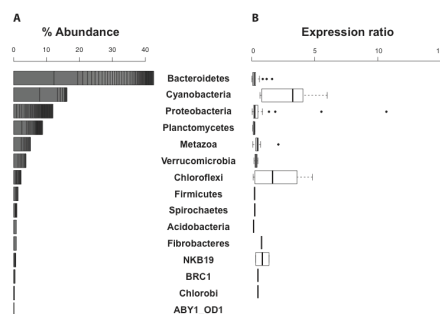 A
B
% Abundance
Expression ratio
0 10 20 30 40
0 5 10
Bacteroidetes
Cyanobacteria
Proteobacteria
Planctomycetes
Metazoa
Verrucomicrobia
Chloroflexi
Firmicutes
Spirochaetes
Acidobacteria
Fibrobacteres
NKB19
BRC1
Chlorobi
ABY1_OD1